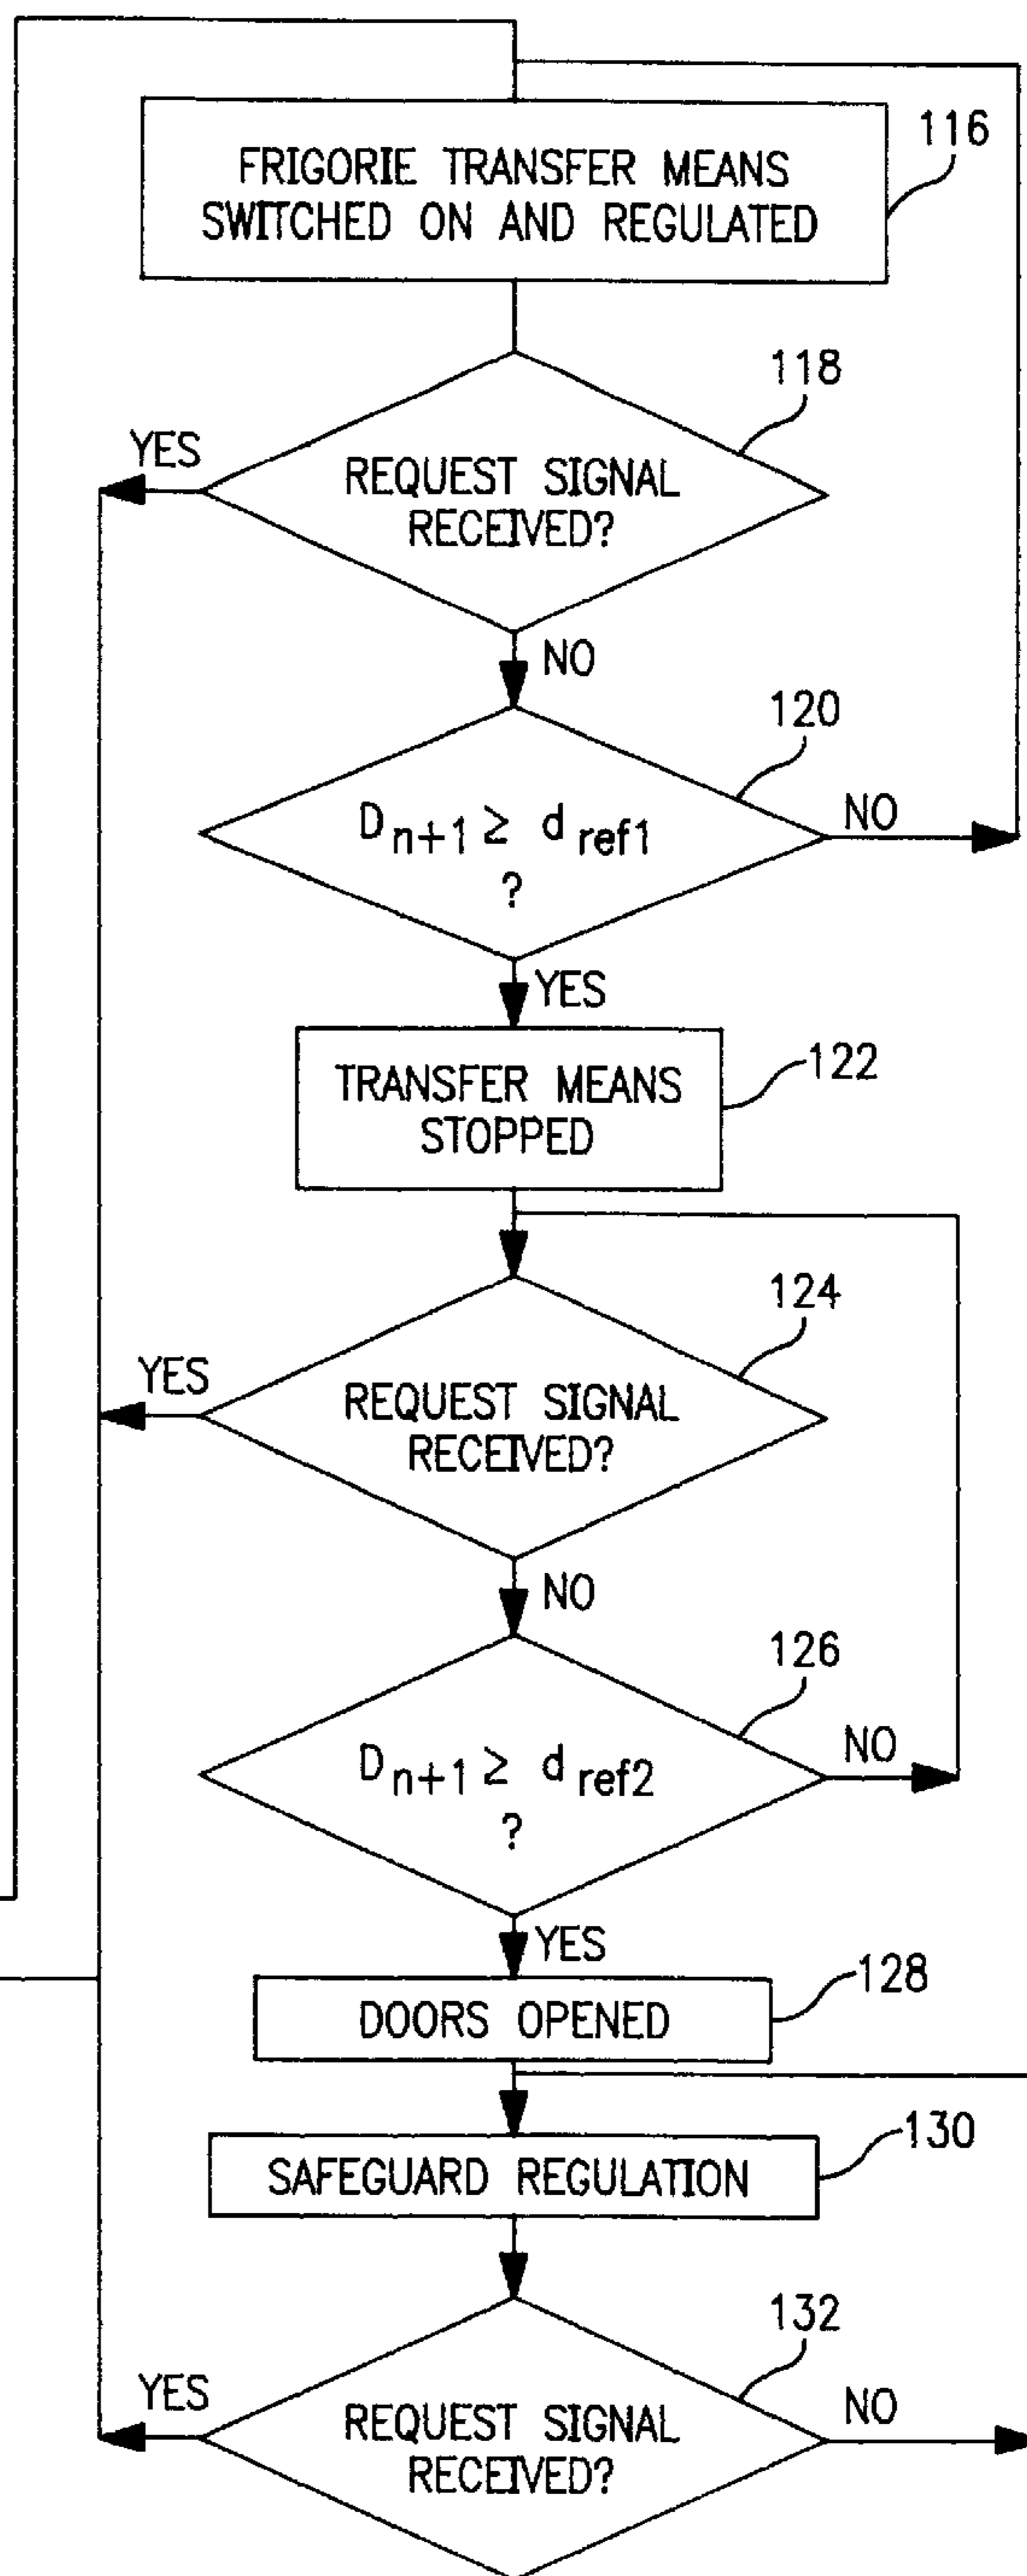 FRIGORIE TRANSFER MEANS
SWITCHED ON AND REGULATED
116
118
YES
REQUEST SIGNAL
RECEIVED?
NO
120
Dn+1 ≥ dref1
?
NO
YES
TRANSFER MEANS
STOPPED
122
124
YES
REQUEST SIGNAL
RECEIVED?
NO
126
Dn+1 ≥ dref2
?
NO
YES
DOORS OPENED
128
SAFEGUARD REGULATION
130
132
YES
REQUEST SIGNAL
RECEIVED?
NO